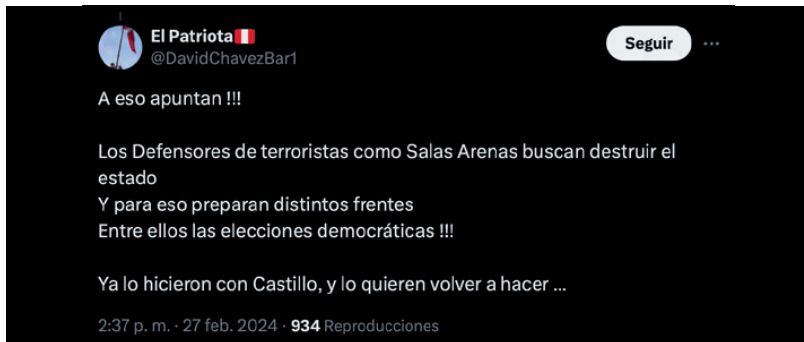 El Patriota🇵🇪
@DavidChavezBar1
Seguir
A eso apuntan !!!
Los Defensores de terroristas como Salas Arenas buscan destruir el
estado
Y para eso preparan distintos frentes
Entre ellos las elecciones democráticas !!!
Ya lo hicieron con Castillo, y lo quieren volver a hacer ...
2:37 p. m. · 27 feb. 2024 · 934 Reproducciones